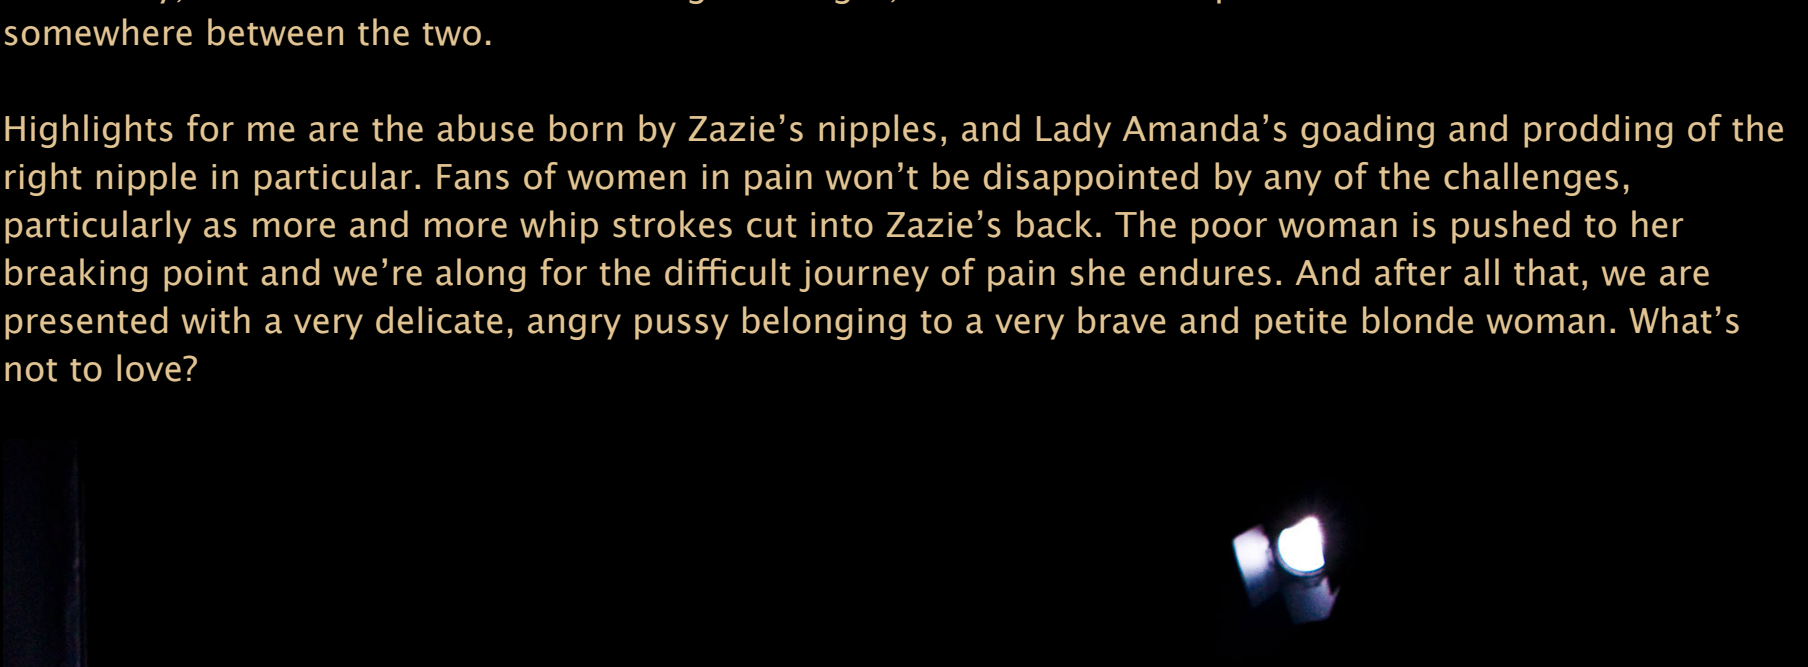 somewhere between the two.
Highlights for me are the abuse born by Zazie’s nipples, and Lady Amanda’s goading and prodding of the
right nipple in particular. Fans of women in pain won’t be disappointed by any of the challenges,
particularly as more and more whip strokes cut into Zazie’s back. The poor woman is pushed to her
breaking point and we’re along for the difficult journey of pain she endures. And after all that, we are
presented with a very delicate, angry pussy belonging to a very brave and petite blonde woman. What’s
not to love?